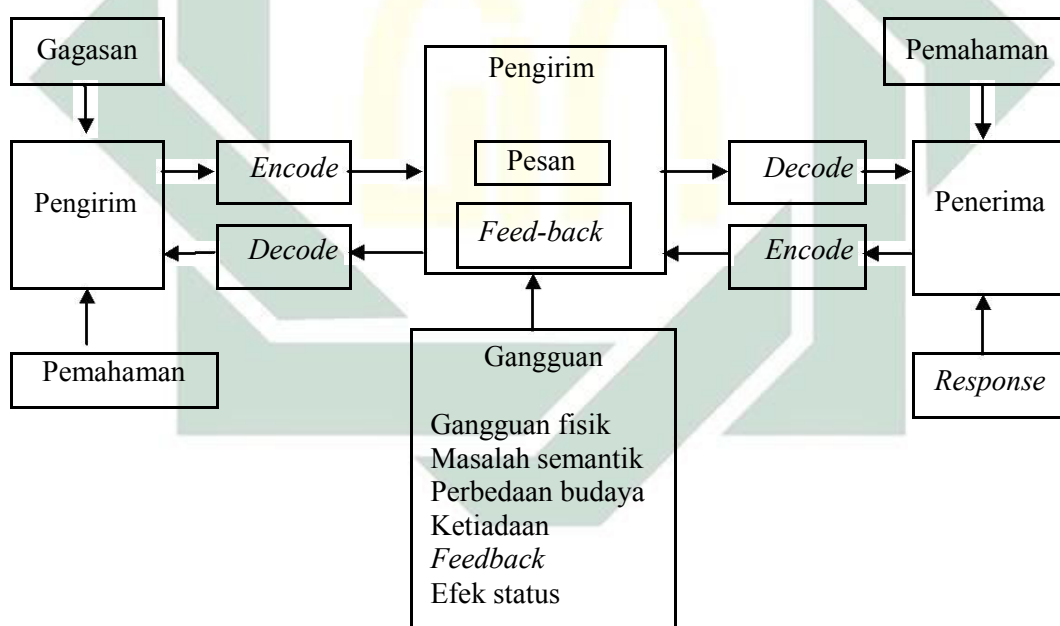 Gagasan
Pengirim
Pemahaman
Pengirim
Encode
Pesan
Decode
Penerima
Decode
Feed-back
Encode
Pemahaman
Gangguan
Response
Gangguan fisik
Masalah semantik
Perbedaan budaya
Ketiadaan
Feedback
Efek status